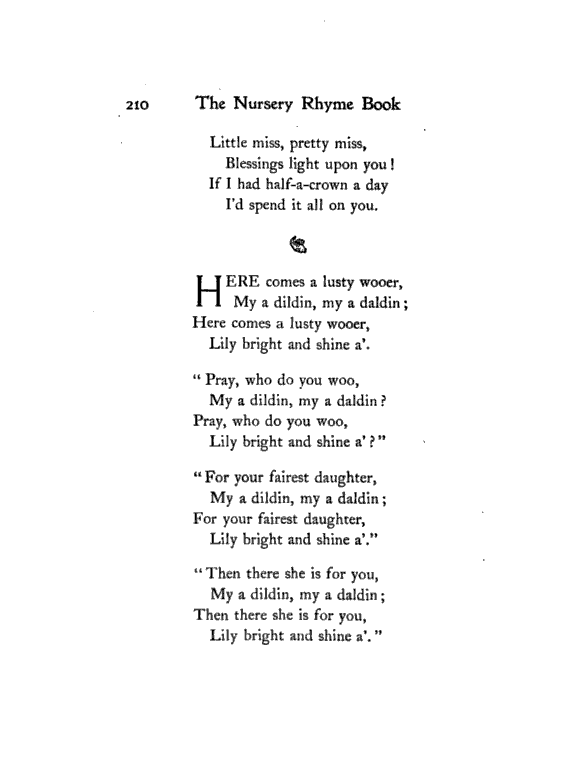 210 The Nursery Rhyme Book
Little miss, pretty miss,
Blessings light upon you!
If I had half-a-crown a day
I'd spend it all on you.
HERE comes a lusty wooer,
My a dildin, my a daldin;
Here comes a lusty wooer,
Lily bright and shine a'.
“Pray, who do you woo,
My a dildin, my a daldin?
Pray, who do you woo,
Lily bright and shine a'?”
“For your fairest daughter,
My a dildin, my a daldin;
For your fairest daughter,
Lily bright and shine a'.”
“Then there she is for you,
My a dildin, my a daldin;
Then there she is for you,
Lily bright and shine a'.”